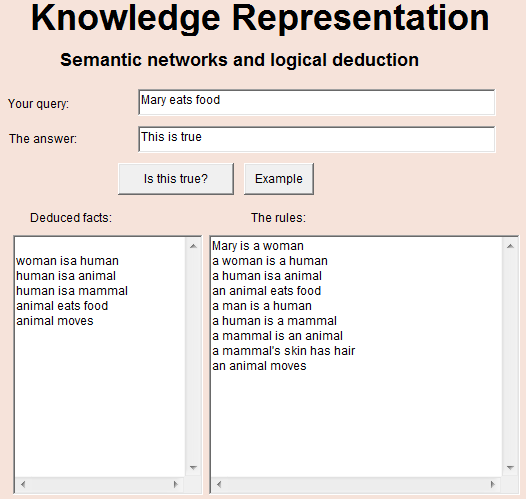 Knowledge Representation
Semantic networks and logical deduction
Your query:
Mary eats food
The answer:
This is true
Is this true?
Example
Deduced facts:
woman isa human
human isa animal
human isa mammal
animal eats food
animal moves
The rules:
Mary is a woman
a woman is a human
a human isa animal
an animal eats food
a man is a human
a human is a mammal
a mammal is an animal
a mammal's skin has hair
an animal moves